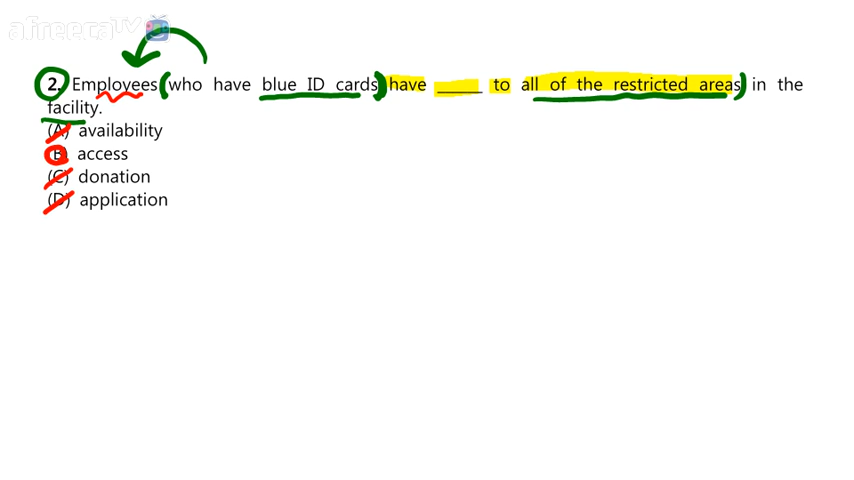 afreecaTV
2. Employees who have blue ID cards have _____ to all of the restricted areas in the
facility.
(A) availability
(B) access
(C) donation
(D) application